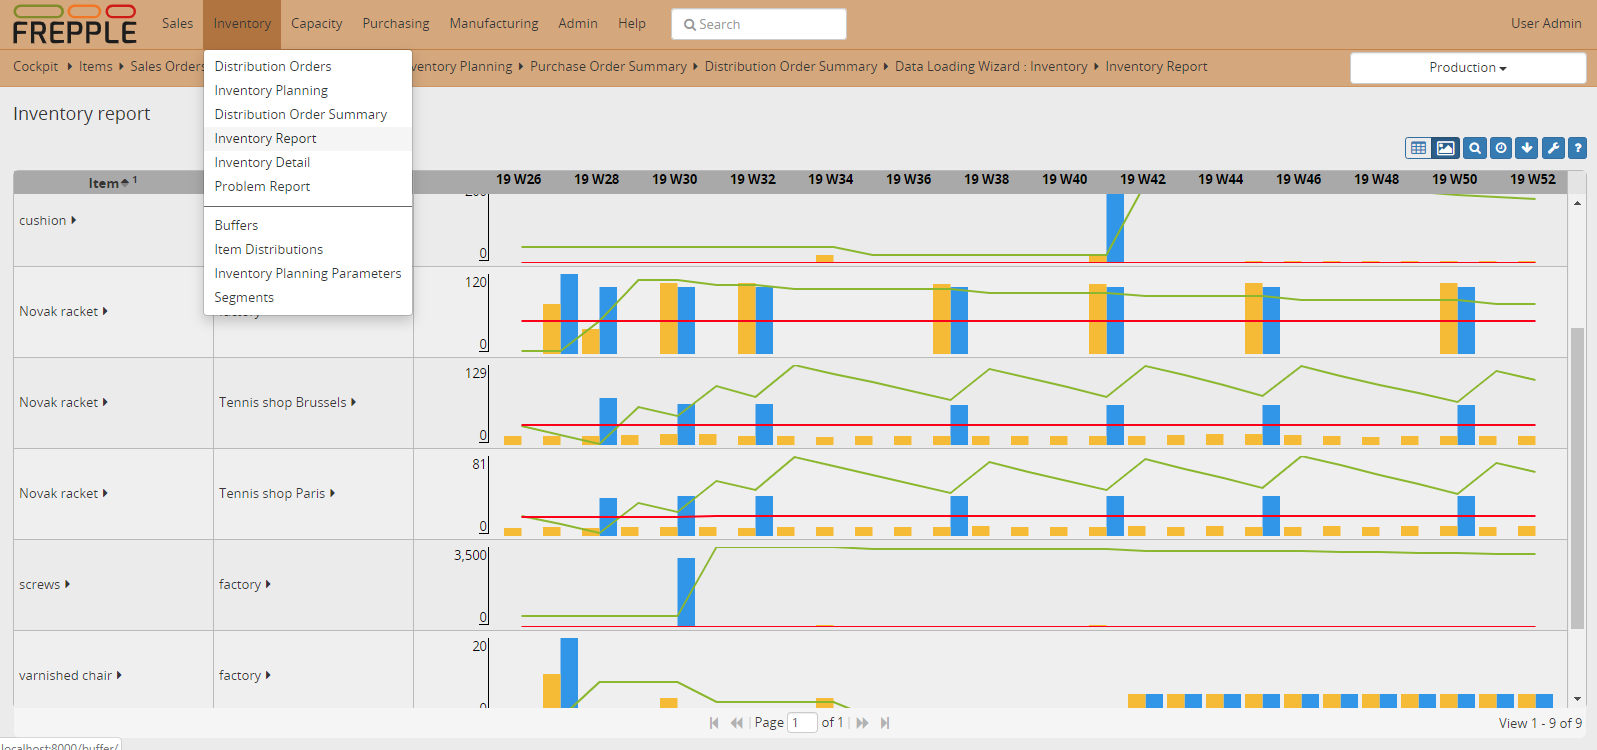 FREPPLE Sales Inventory Capacity Purchasing Manufacturing Admin Help Search User Admin
Cockpit Items Sales Orders ventory Planning Purchase Order Summary Distribution Order Summary Data Loading Wizard : Inventory Inventory Report Production
Distribution Orders
Inventory Planning
Distribution Order Summary
Inventory Report
Inventory Detail
Problem Report
Buffers
Item Distributions
Inventory Planning Parameters
Segments
Inventory report
?
Item 1 19 W26 19 W28 19 W30 19 W32 19 W34 19 W36 19 W38 19 W40 19 W42 19 W44 19 W46 19 W48 19 W50 19 W52
200
cushion
0
120
Novak racket factory
0
129
Novak racket Tennis shop Brussels
0
81
Novak racket Tennis shop Paris
0
3,500
screws factory
0
20
varnished chair factory
0
Page 1 of 1 View 1 - 9 of 9
localhost:8000/buffer/